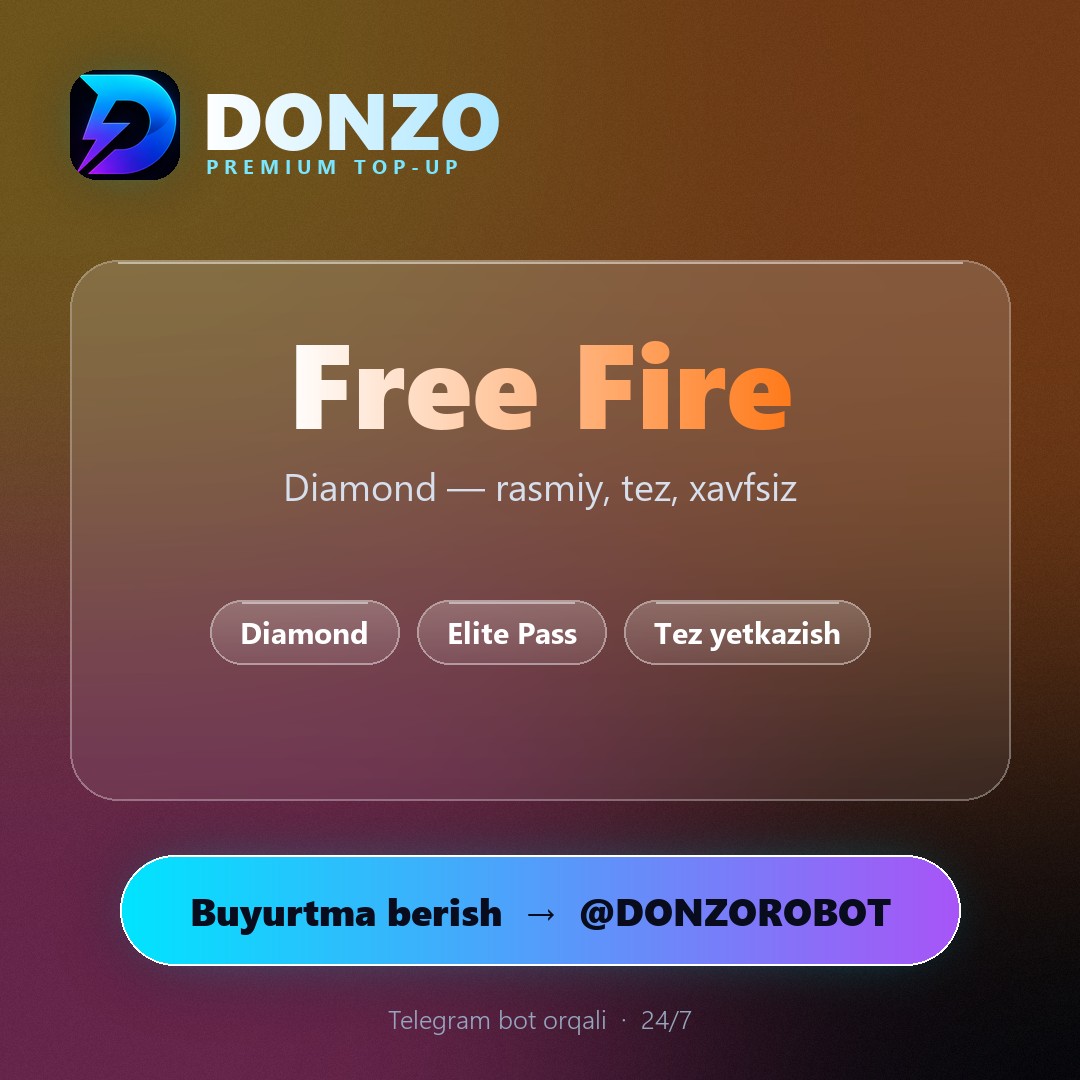 DONZO
PREMIUM TOP-UP
Free Fire
Diamond — rasmiy, tez, xavfsiz
Diamond
Elite Pass
Tez yetkazish
Buyurtma berish → @DONZOROBOT
Telegram bot orqali · 24/7